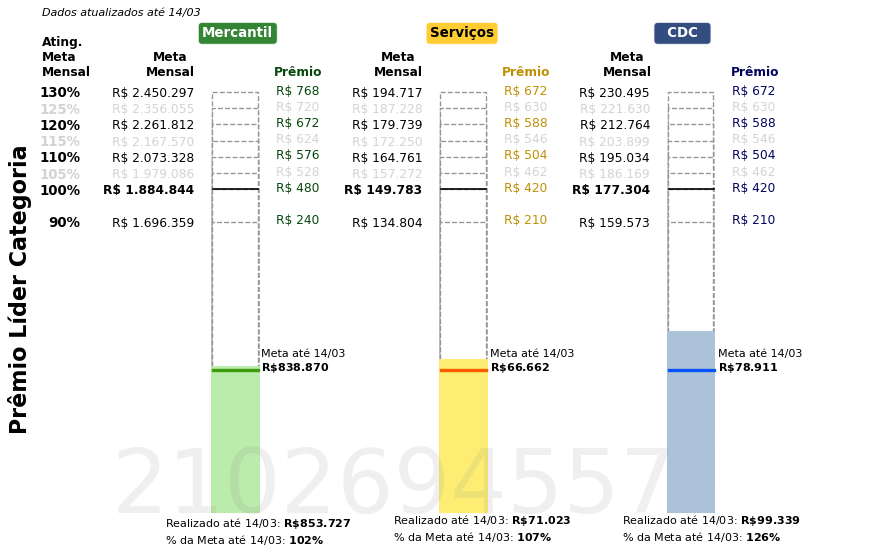 Dados atualizados até 14/03
Mercantil
Serviços
CDC
Ating.
Meta
Mensal
Meta
Mensal
Prêmio
Meta
Mensal
Prêmio
Meta
Mensal
Prêmio
130% R$ 2.450.297 R$ 768 R$ 194.717 R$ 672 R$ 230.495 R$ 672
125% R$ 2.356.055 R$ 720 R$ 187.228 R$ 630 R$ 221.630 R$ 630
120% R$ 2.261.812 R$ 672 R$ 179.739 R$ 588 R$ 212.764 R$ 588
115% R$ 2.167.570 R$ 624 R$ 172.250 R$ 546 R$ 203.899 R$ 546
110% R$ 2.073.328 R$ 576 R$ 164.761 R$ 504 R$ 195.034 R$ 504
105% R$ 1.979.086 R$ 528 R$ 157.272 R$ 462 R$ 186.169 R$ 462
100% R$ 1.884.844 R$ 480 R$ 149.783 R$ 420 R$ 177.304 R$ 420
90% R$ 1.696.359 R$ 240 R$ 134.804 R$ 210 R$ 159.573 R$ 210
Prêmio Líder Categoria
Meta até 14/03
R$838.870
Meta até 14/03
R$66.662
Meta até 14/03
R$78.911
2102694557
Realizado até 14/03: R$853.727
% da Meta até 14/03: 102%
Realizado até 14/03: R$71.023
% da Meta até 14/03: 107%
Realizado até 14/03: R$99.339
% da Meta até 14/03: 126%